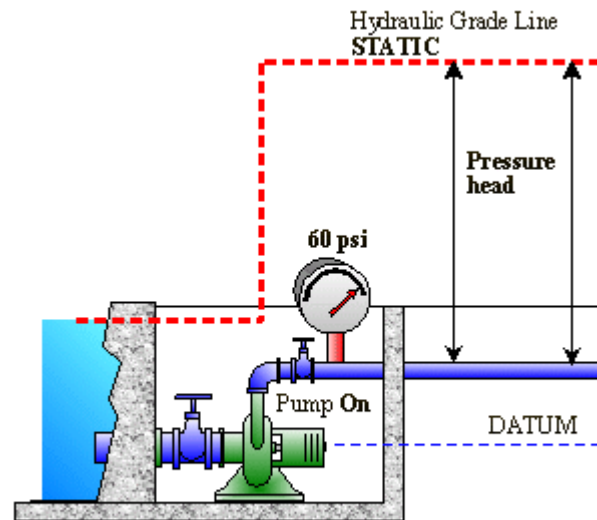 Hydraulic Grade Line
STATIC
Pressure
head
60 psi
Pump On
DATUM